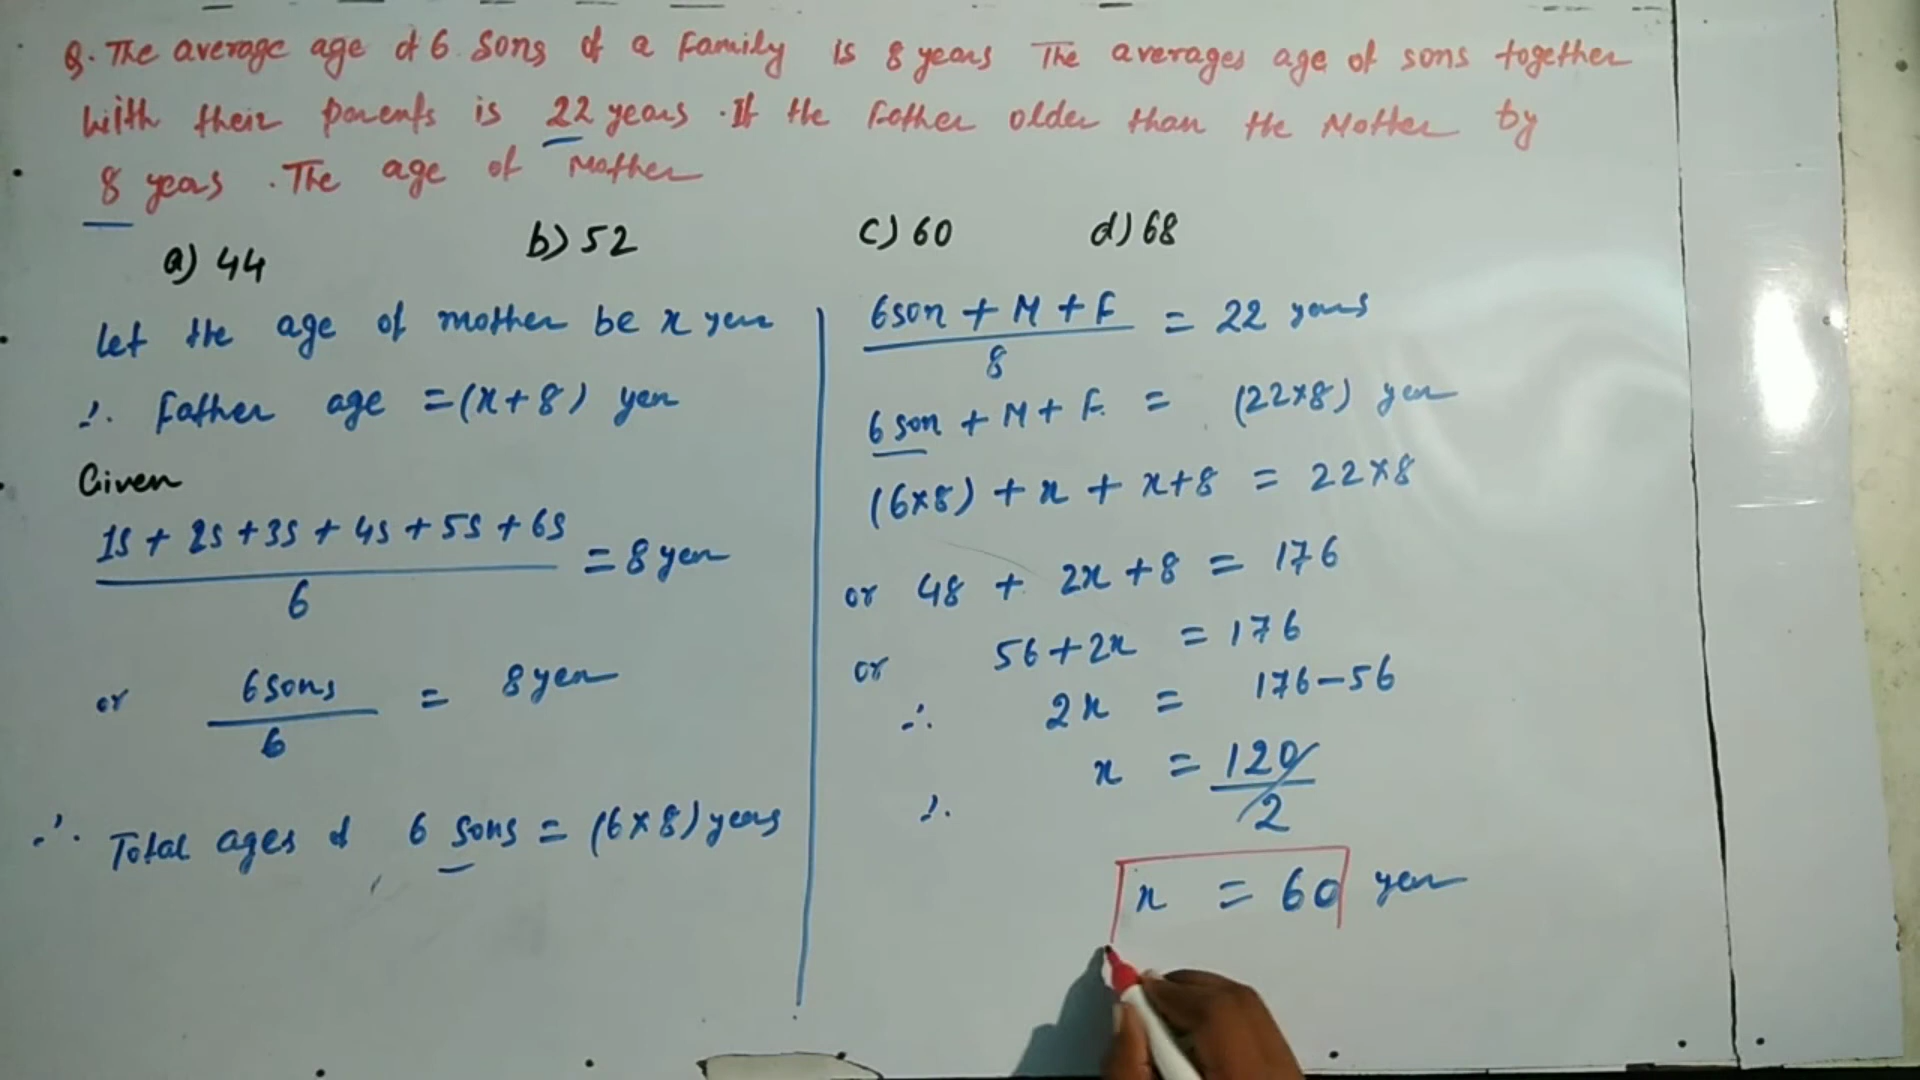 Q. The average age of 6 Sons of a Family is 8 years The averages age of sons together
with their parents is 22 years . If the Father older than the Mother by
8 years . The age of Mother
a) 44 b) 52 c) 60 d) 68
Let the age of mother be x year
∴ Father age = (x+8) year
Given
1s + 2s + 3s + 4s + 5s + 6s / 6 = 8 year
or 6 sons / 6 = 8 year
∴ Total ages of 6 sons = (6×8) years
6 son + M + F / 8 = 22 years
6 son + M + F = (22×8) year
(6×8) + x + x+8 = 22×8
or 48 + 2x + 8 = 176
or 56 + 2x = 176
∴ 2x = 176-56
∴ x = 120/2
x = 60 year